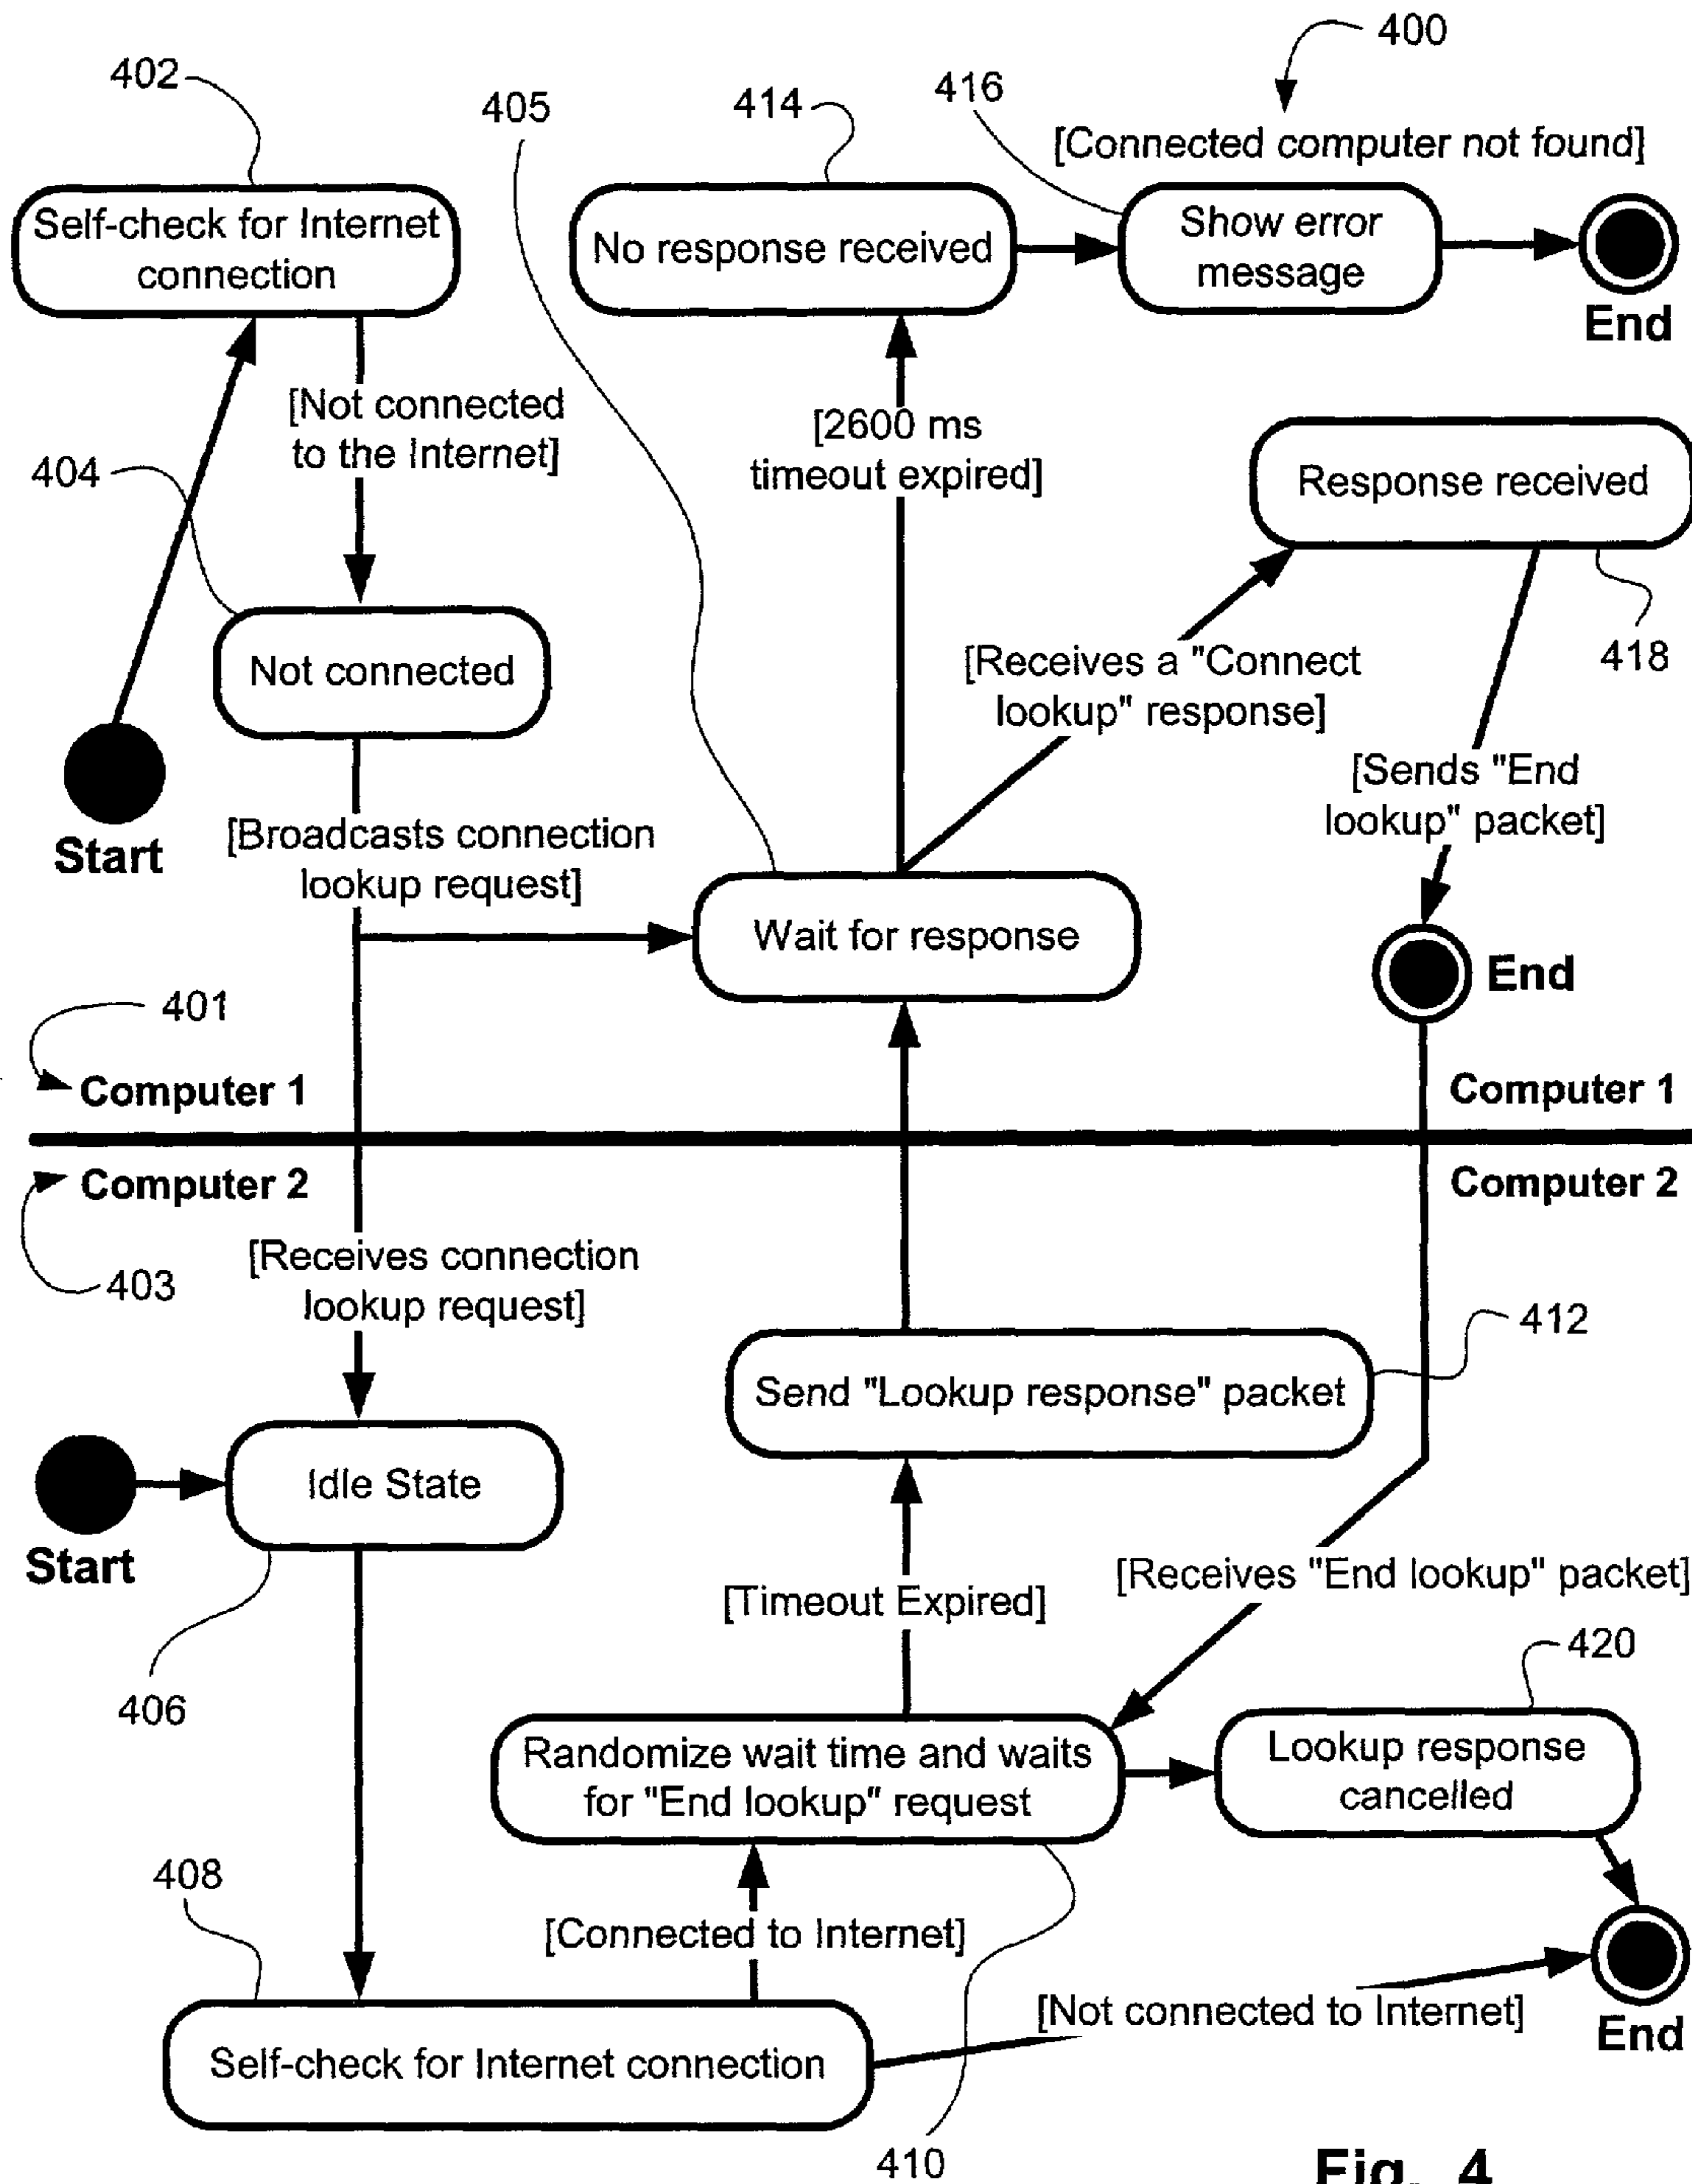 400
402
405
414
416
[Connected computer not found]
Self-check for Internet
connection
No response received
Show error
message
End
[Not connected
to the Internet]
[2600 ms
timeout expired]
404
Response received
Not connected
[Receives a "Connect
lookup" response]
418
Start
[Sends "End
lookup" packet]
[Broadcasts connection
lookup request]
Wait for response
End
401
Computer 1
Computer 1
Computer 2
Computer 2
403
[Receives connection
lookup request]
412
Send "Lookup response" packet
Idle State
Start
[Receives "End lookup" packet]
[Timeout Expired]
420
406
Randomize wait time and waits
for "End lookup" request
Lookup response
cancelled
408
[Connected to Internet]
[Not connected to Internet]
End
Self-check for Internet connection
410
Fig. 4